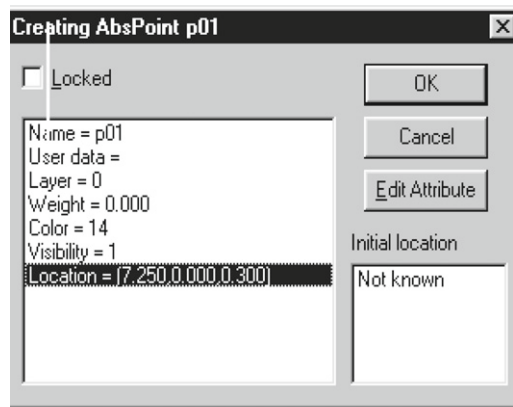 Creating AbsPoint p01
Locked
OK
Name = p01
User data =
Layer = 0
Weight = 0.000
Color = 14
Visibility = 1
Location = (7.250,0.000,0.300)
Cancel
Edit Attribute
Initial location
Not known